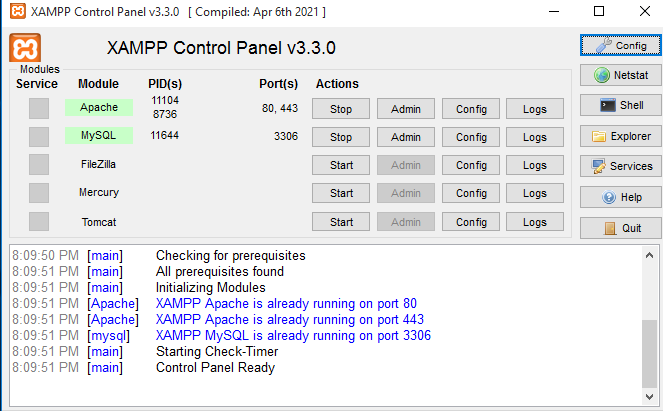 XAMPP Control Panel v3.3.0 [ Compiled: Apr 6th 2021 ]
XAMPP Control Panel v3.3.0
Config
Modules
Service Module PID(s) Port(s) Actions
Netstat
Apache 11104 8736 80, 443 Stop Admin Config Logs
Shell
MySQL 11644 3306 Stop Admin Config Logs
Explorer
FileZilla Start Admin Config Logs
Services
Mercury Start Admin Config Logs
Help
Tomcat Start Admin Config Logs
Quit
8:09:50 PM [main] Checking for prerequisites
8:09:51 PM [main] All prerequisites found
8:09:51 PM [main] Initializing Modules
8:09:51 PM [Apache] XAMPP Apache is already running on port 80
8:09:51 PM [Apache] XAMPP Apache is already running on port 443
8:09:51 PM [mysql] XAMPP MySQL is already running on port 3306
8:09:51 PM [main] Starting Check-Timer
8:09:51 PM [main] Control Panel Ready